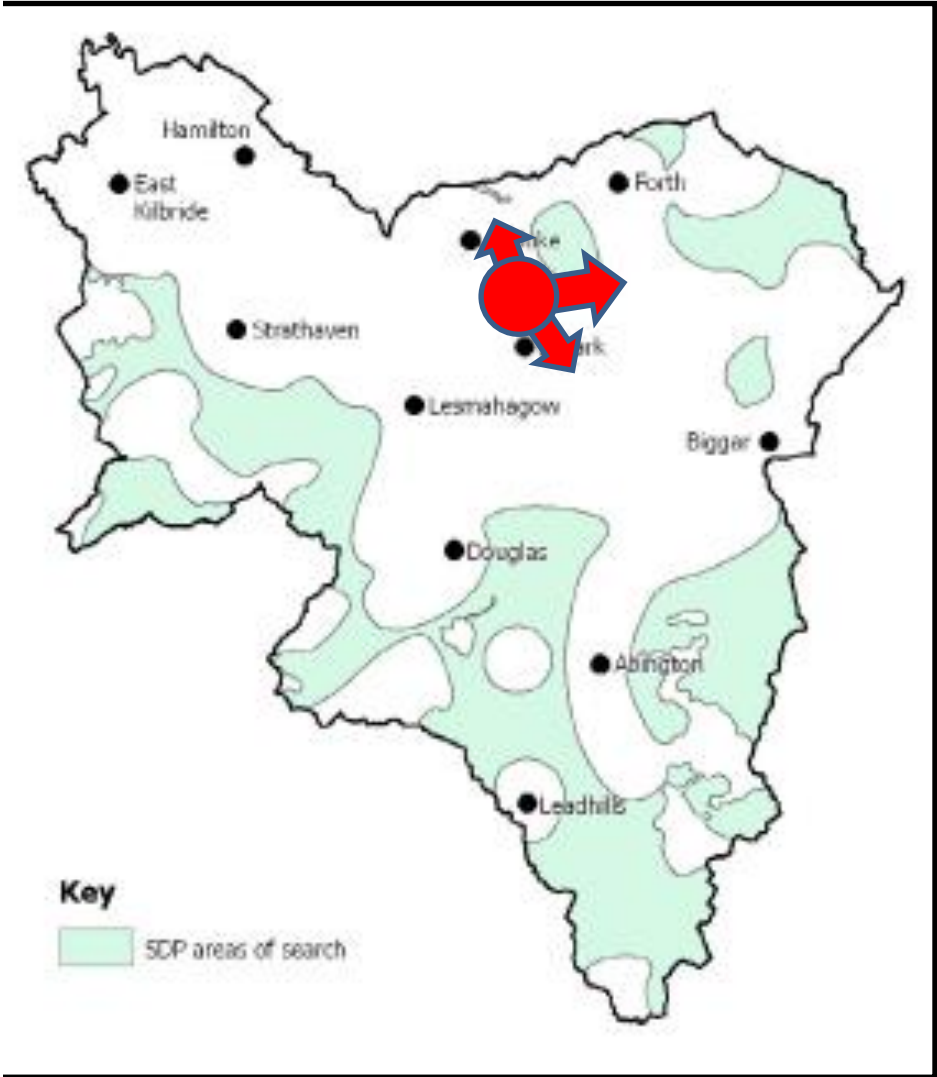 Hamilton
East
Kilbride
Forth
Strathaven
Lesmahagow
Biggar
Douglas
Abington
Leadhills
Key
SDP areas of search